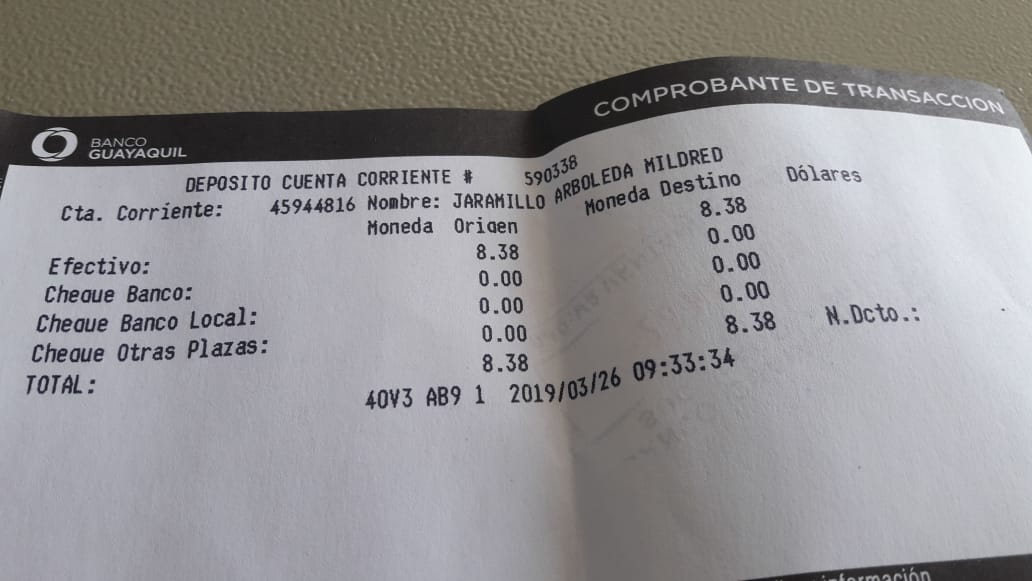 COMPROBANTE DE TRANSACCION
BANCO
GUAYAQUIL
DEPOSITO CUENTA CORRIENTE # 590338
Cta. Corriente: 45944816 Nombre: JARAMILLO ARBOLEDA MILDRED
Moneda Origen Moneda Destino Dólares
Efectivo: 8.38 8.38
Cheque Banco: 0.00 0.00
Cheque Banco Local: 0.00 0.00
Cheque Otras Plazas: 0.00 0.00
TOTAL: 8.38 8.38 N.Dcto.:
40V3 AB9 1 2019/03/26 09:33:34
información